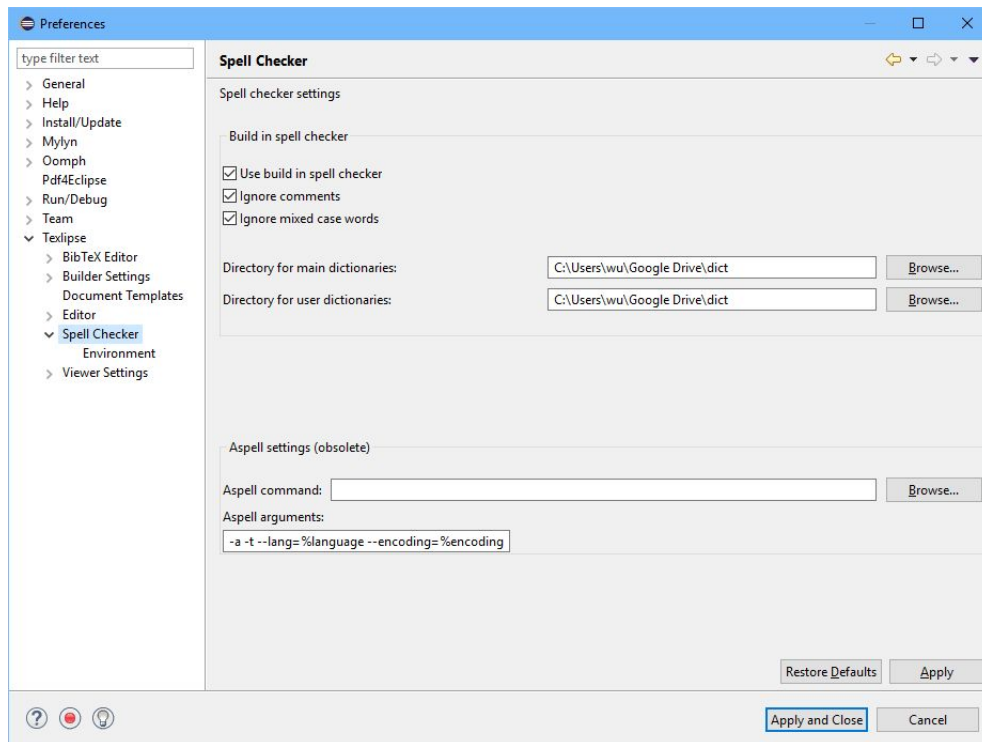 Preferences
type filter text
General
Help
Install/Update
Mylyn
Oomph
Pdf4Eclipse
Run/Debug
Team
Texlipse
BibTeX Editor
Builder Settings
Document Templates
Editor
Spell Checker
Environment
Viewer Settings
Spell Checker
Spell checker settings
Build in spell checker
Use build in spell checker
Ignore comments
Ignore mixed case words
Directory for main dictionaries: C:\Users\wu\Google Drive\dict Browse...
Directory for user dictionaries: C:\Users\wu\Google Drive\dict Browse...
Aspell settings (obsolete)
Aspell command: Browse...
Aspell arguments:
-a -t --lang=%language --encoding=%encoding
Restore Defaults Apply
Apply and Close Cancel